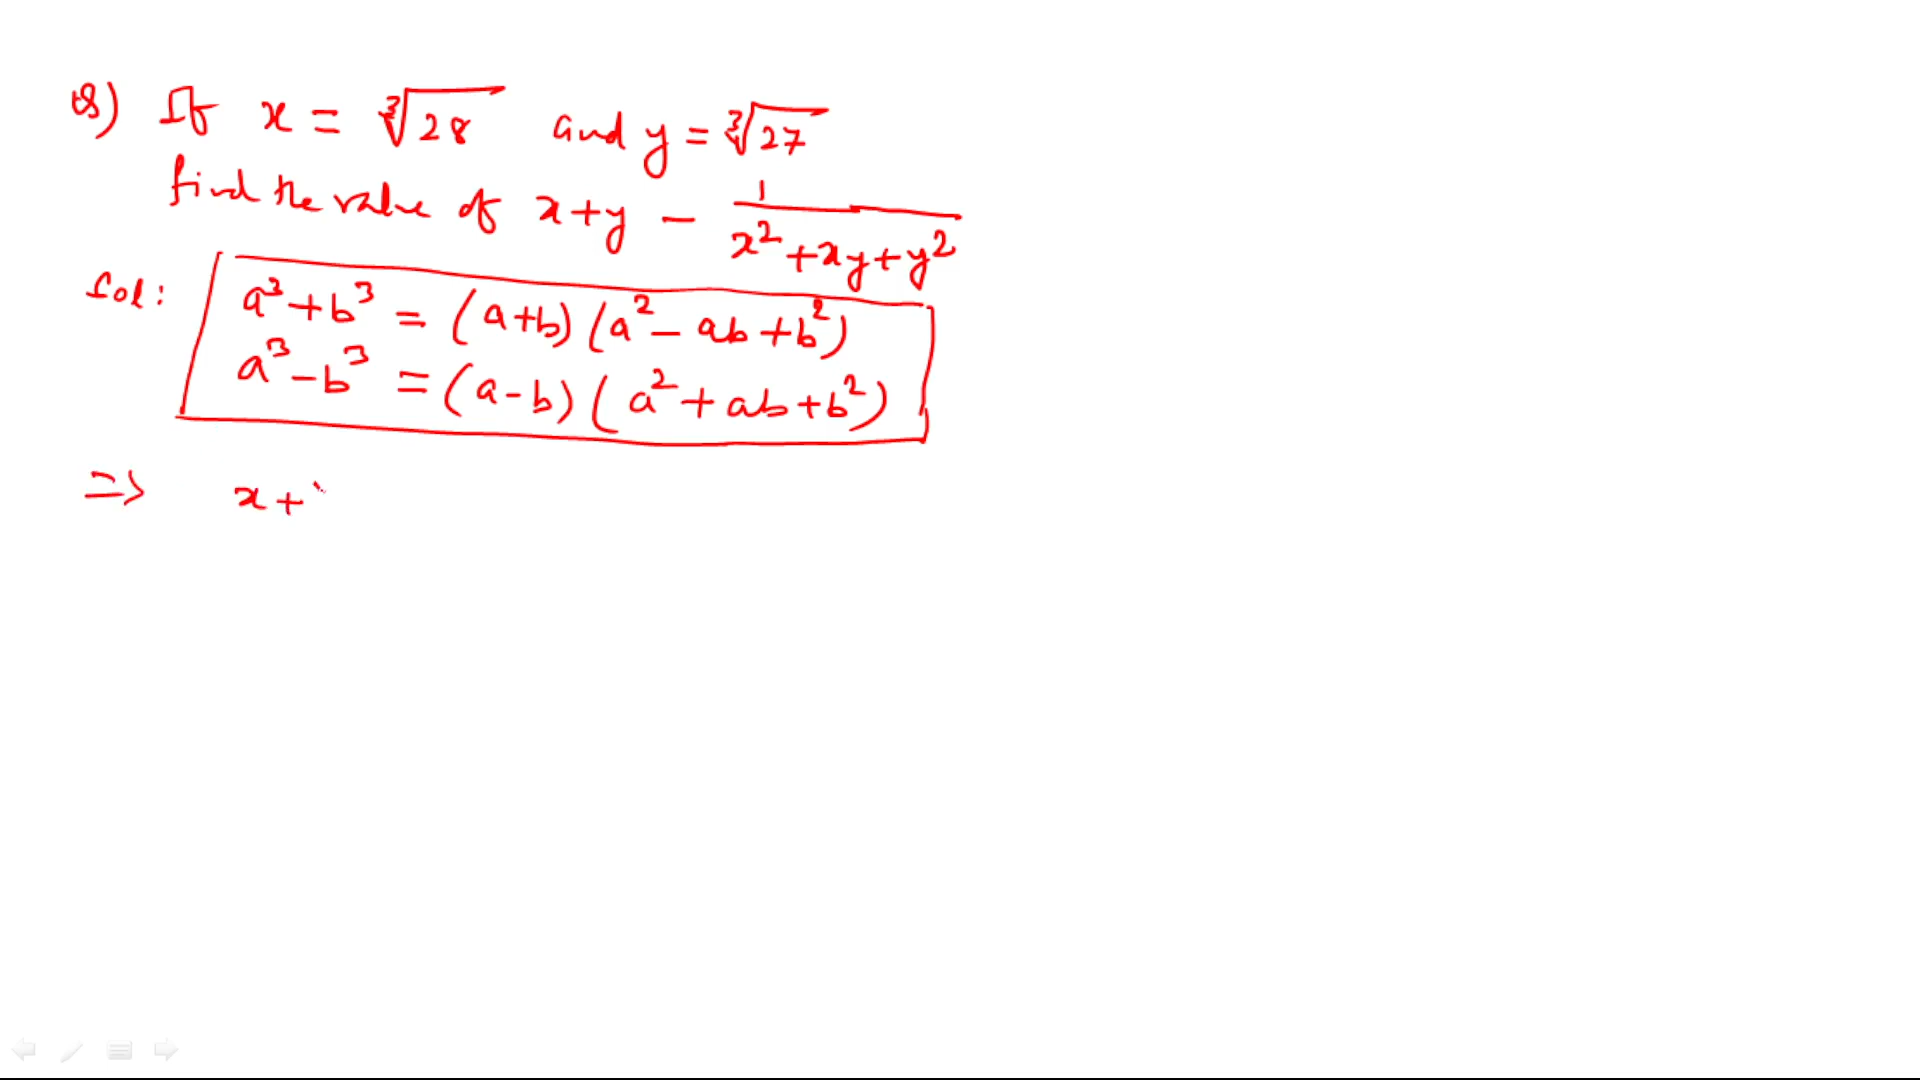 Q) If x = ∛28 and y = ∛27
find the value of x+y − 1/(x²+xy+y²)
Sol: a³+b³ = (a+b)(a²−ab+b²)
a³−b³ = (a-b)(a²+ab+b²)
=> x+